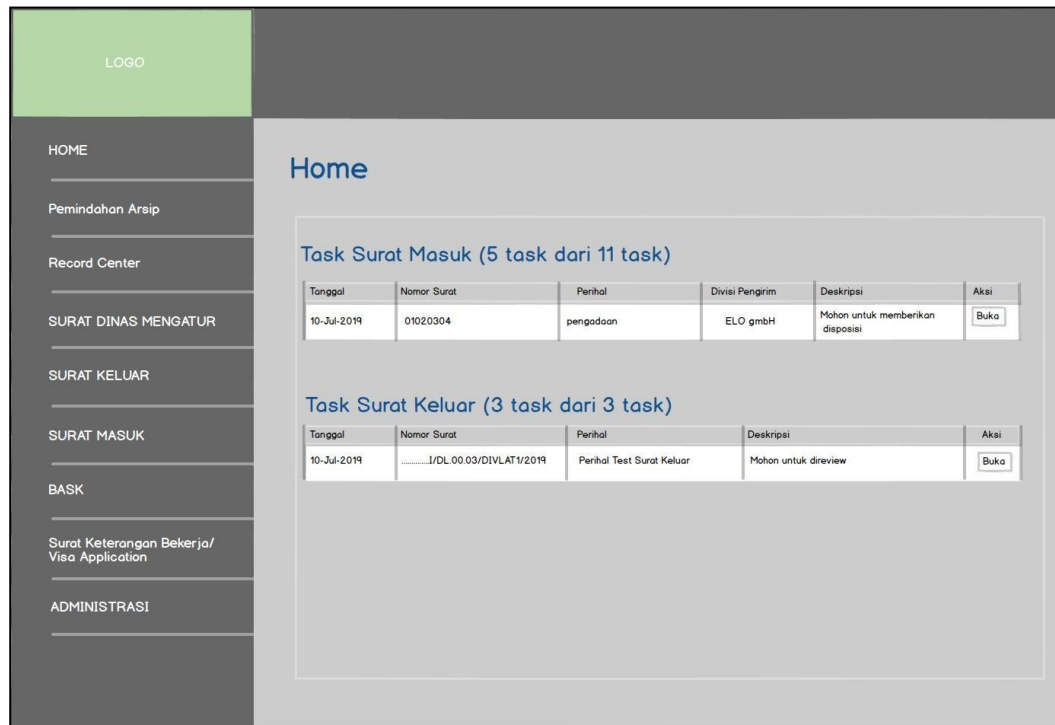 LOGO
HOME
Pemindahan Arsip
Record Center
SURAT DINAS MENGATUR
SURAT KELUAR
SURAT MASUK
BASK
Surat Keterangan Bekerja/
Visa Application
ADMINISTRASI
Home
Task Surat Masuk (5 task dari 11 task)
Tanggal Nomor Surat Perihal Divisi Pengirim Deskripsi Aksi
10-Jul-2019 01020304 pengadaan ELO gmbH Mohon untuk memberikan Buka
disposisi
Task Surat Keluar (3 task dari 3 task)
Tanggal Nomor Surat Perihal Deskripsi Aksi
10-Jul-2019 .............I/DL.00.03/DIVLAT1/2019 Perihal Test Surat Keluar Mohon untuk direview Buka